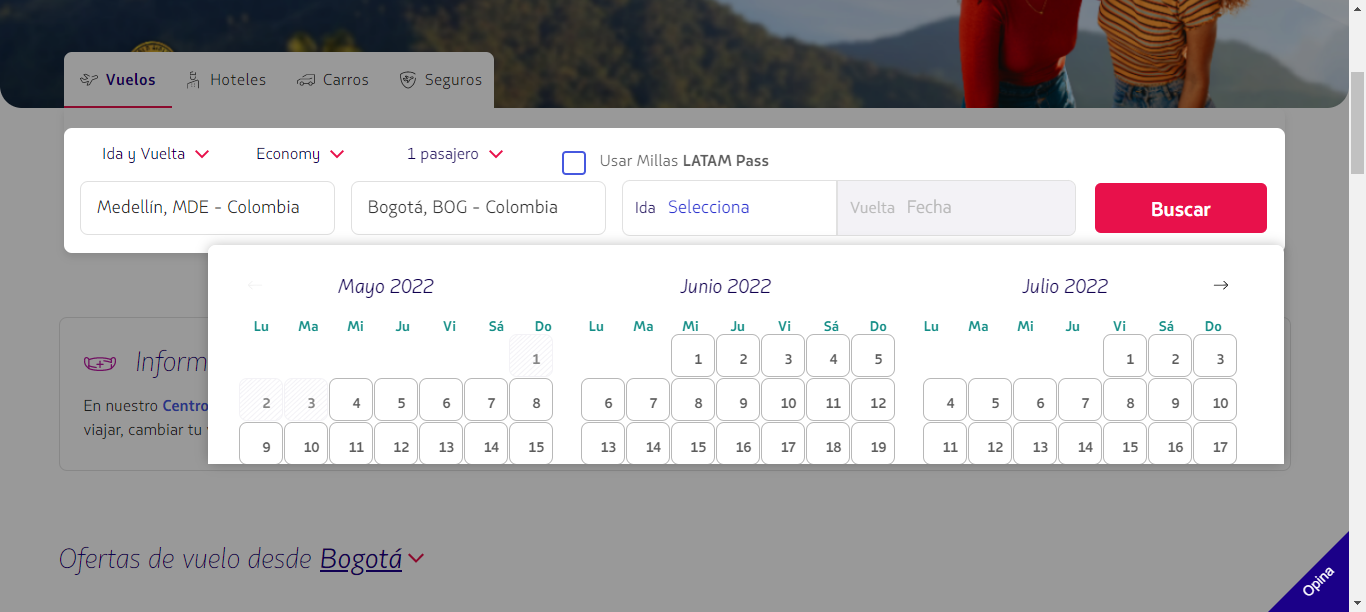 Vuelos Hoteles Carros Seguros
Ida y Vuelta Economy 1 pasajero Usar Millas LATAM Pass
Medellín, MDE - Colombia Bogotá, BOG - Colombia Ida Selecciona Vuelta Fecha Buscar
Mayo 2022 Junio 2022 Julio 2022
Lu Ma Mi Ju Vi Sá Do Lu Ma Mi Ju Vi Sá Do Lu Ma Mi Ju Vi Sá Do
1 1 2 3 4 5 1 2 3
Inform
2 3 4 5 6 7 8 6 7 8 9 10 11 12 4 5 6 7 8 9 10
En nuestro Centro
viajar, cambiar tu
9 10 11 12 13 14 15 13 14 15 16 17 18 19 11 12 13 14 15 16 17
Ofertas de vuelo desde Bogotá
Opina